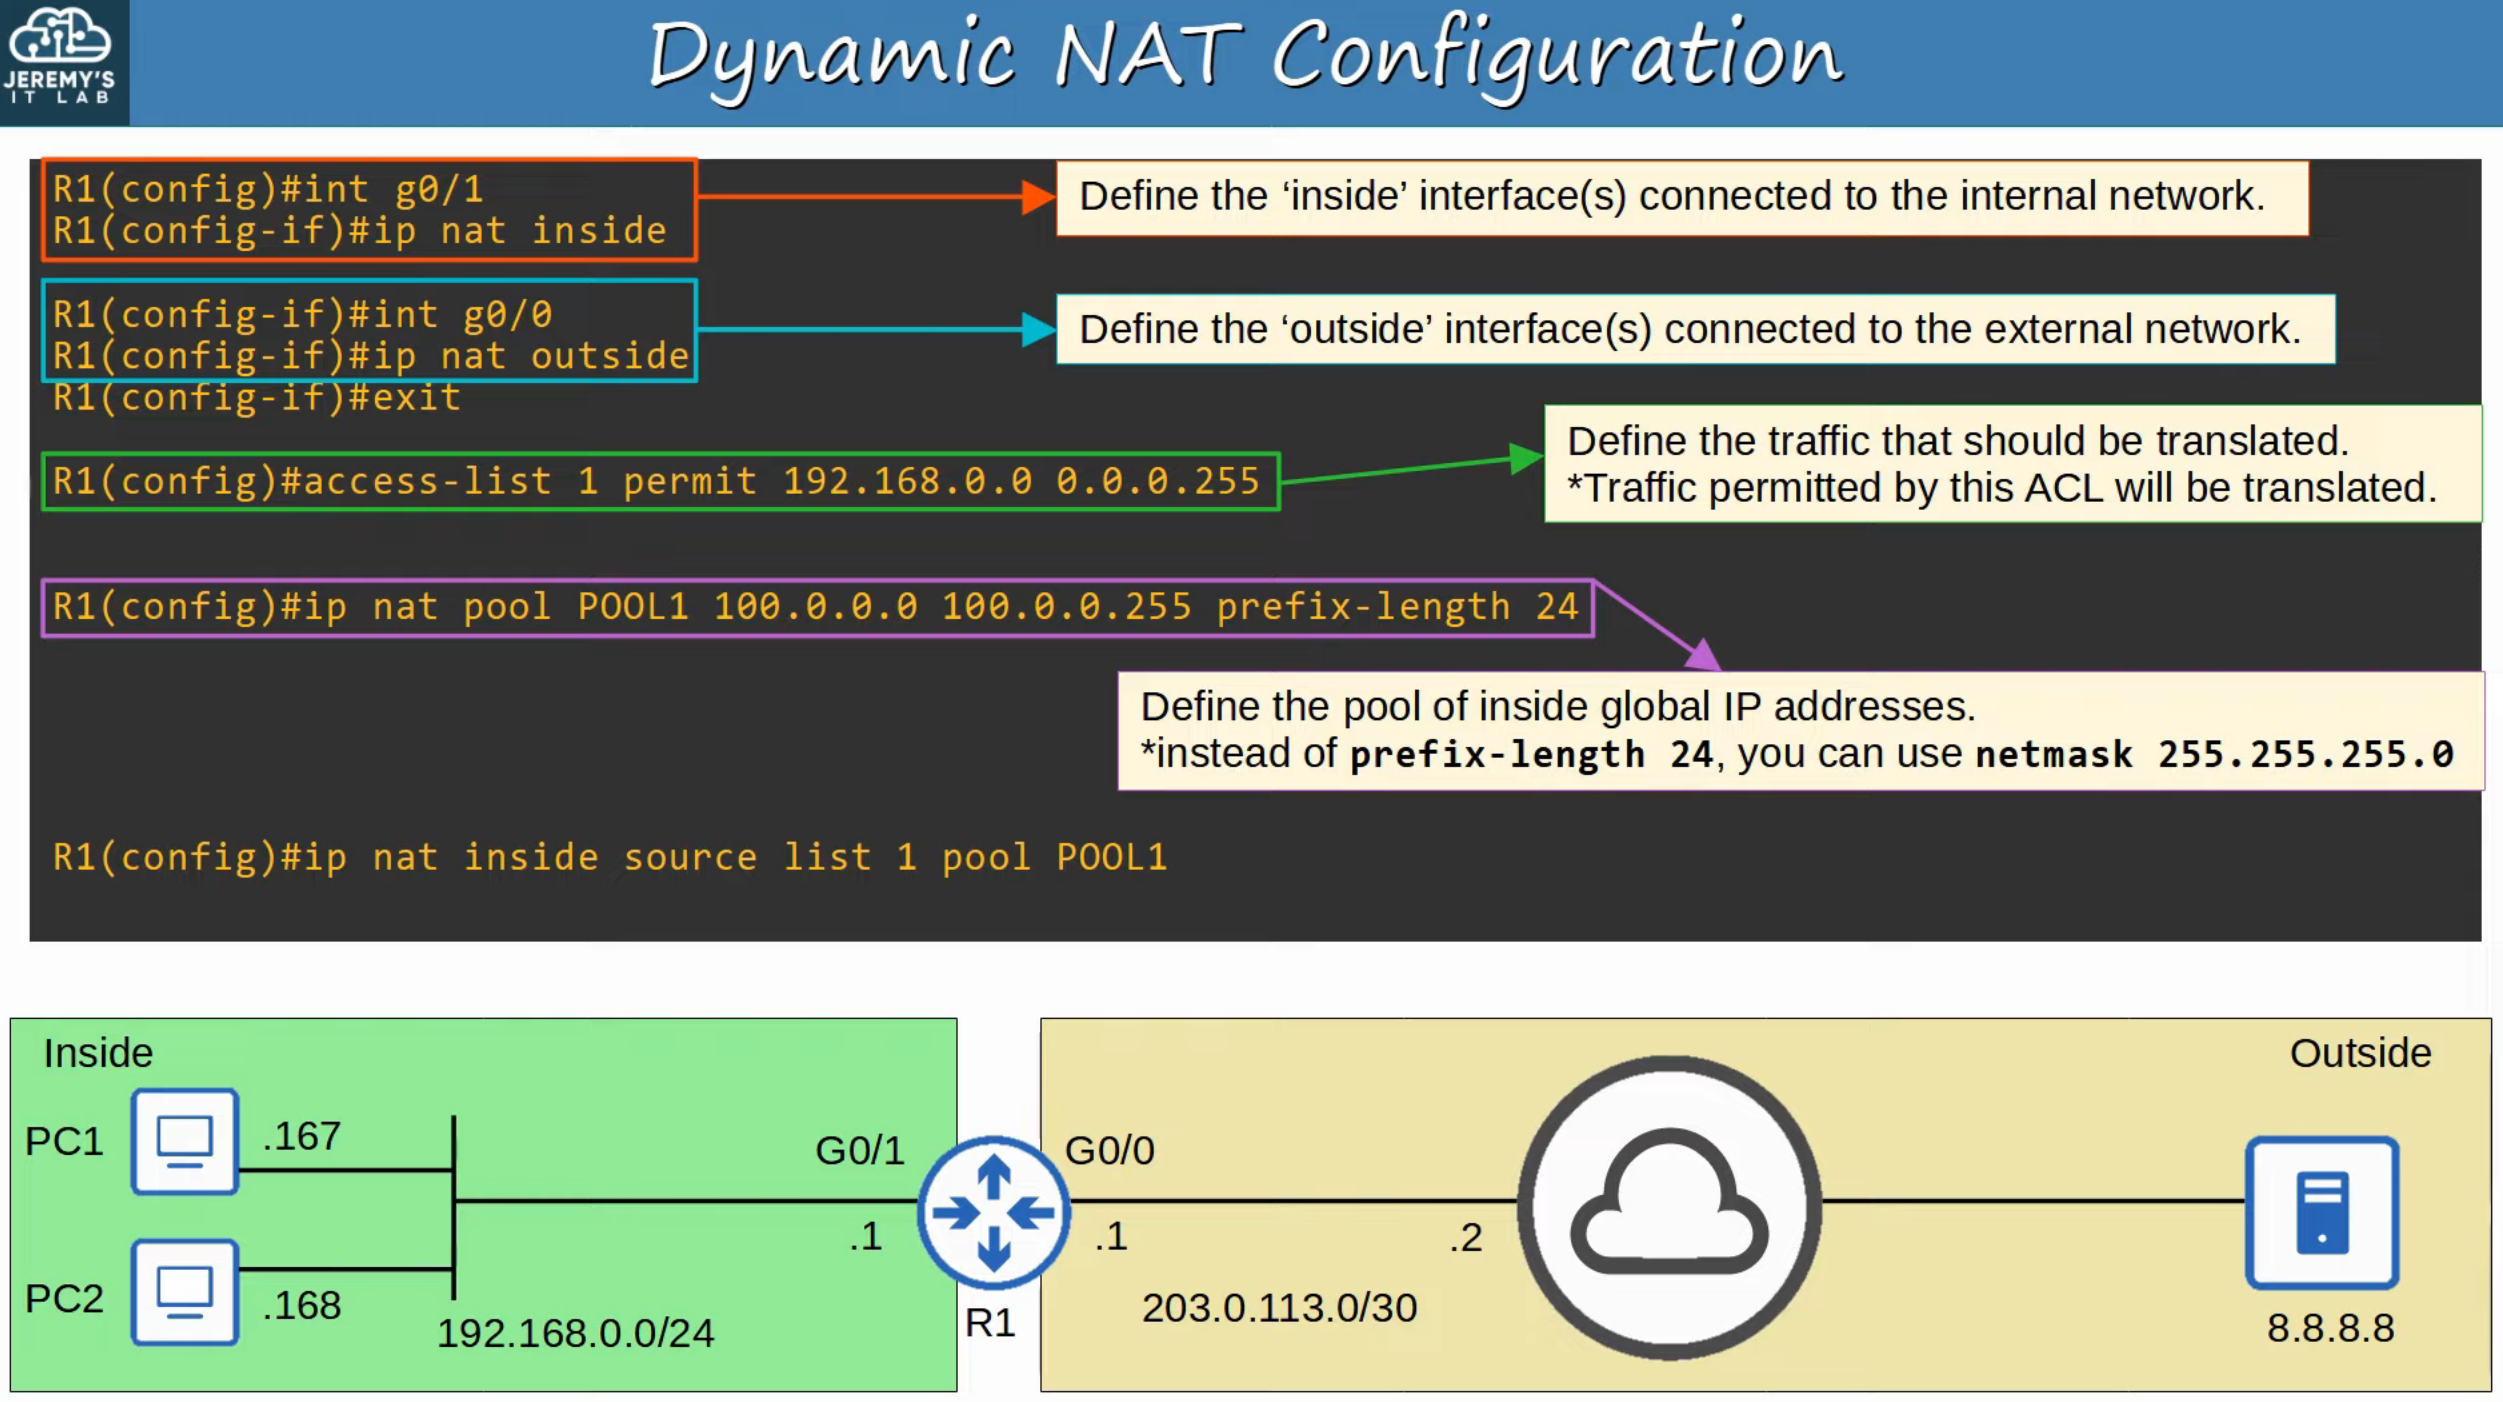 JEREMY'S
IT LAB
Dynamic NAT Configuration
R1(config)#int g0/1
R1(config-if)#ip nat inside
Define the ‘inside’ interface(s) connected to the internal network.
R1(config-if)#int g0/0
R1(config-if)#ip nat outside
R1(config-if)#exit
Define the ‘outside’ interface(s) connected to the external network.
R1(config)#access-list 1 permit 192.168.0.0 0.0.0.255
Define the traffic that should be translated.
*Traffic permitted by this ACL will be translated.
R1(config)#ip nat pool POOL1 100.0.0.0 100.0.0.255 prefix-length 24
Define the pool of inside global IP addresses.
*instead of prefix-length 24, you can use netmask 255.255.255.0
R1(config)#ip nat inside source list 1 pool POOL1
Inside
PC1
.167
PC2
.168
192.168.0.0/24
G0/1
.1
R1
G0/0
.1
.2
203.0.113.0/30
Outside
8.8.8.8